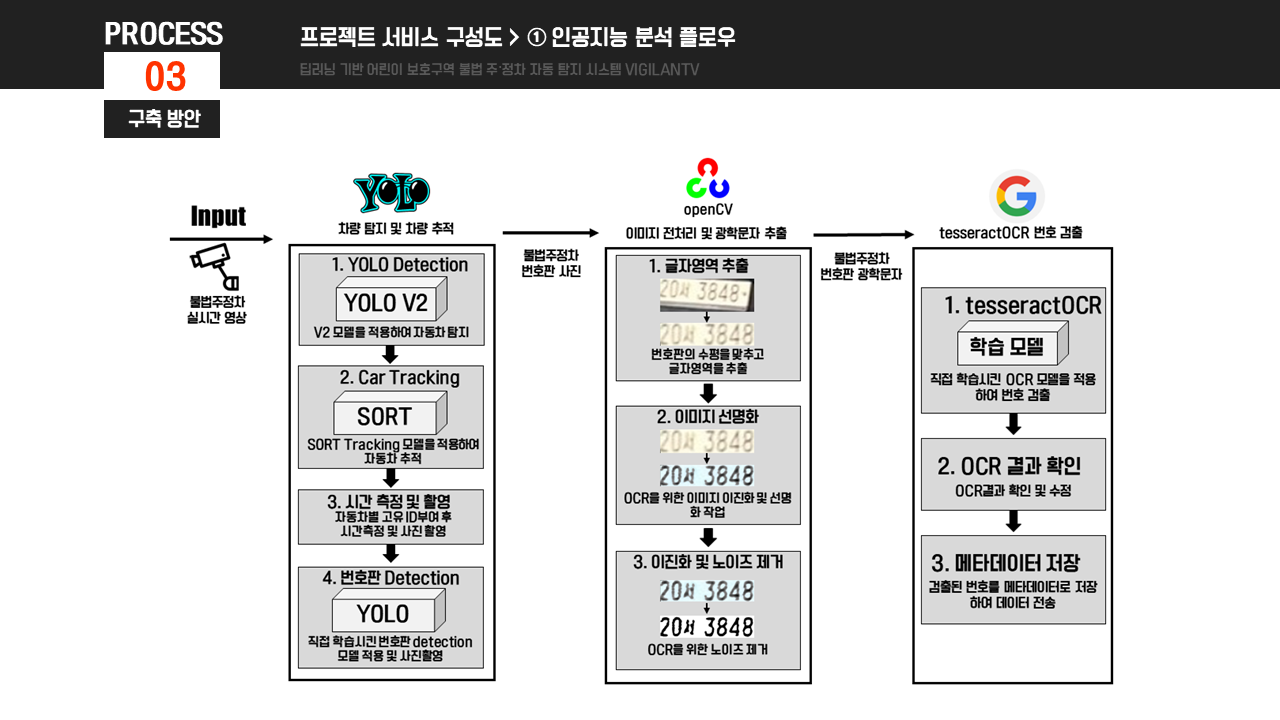 PROCESS
03
구축 방안
프로젝트 서비스 구성도 > ① 인공지능 분석 플로우
딥러닝 기반 어린이 보호구역 불법 주·정차 자동 탐지 시스템 VIGILANTV
Input
불법주정차
실시간 영상
YOLO
차량 탐지 및 차량 추적
1. YOLO Detection
YOLO V2
V2 모델을 적용하여 자동차 탐지
2. Car Tracking
SORT
SORT Tracking 모델을 적용하여
자동차 추적
3. 시간 측정 및 촬영
자동차별 고유 ID부여 후
시간측정 및 사진 촬영
4. 번호판 Detection
YOLO
직접 학습시킨 번호판 detection
모델 적용 및 사진촬영
불법주정차
번호판 사진
openCV
이미지 전처리 및 광학문자 추출
1. 글자영역 추출
20서 3848
20서 3848
번호판의 수평을 맞추고
글자영역을 추출
2. 이미지 선명화
20서 3848
20서 3848
OCR을 위한 이미지 이진화 및 선명
화 작업
3. 이진화 및 노이즈 제거
20서 3848
20서 3848
OCR을 위한 노이즈 제거
불법주정차
번호판 광학문자
G
tesseractOCR 번호 검출
1. tesseractOCR
학습 모델
직접 학습시킨 OCR 모델을 적용
하여 번호 검출
2. OCR 결과 확인
OCR결과 확인 및 수정
3. 메타데이터 저장
검출된 번호를 메타데이터로 저장
하여 데이터 전송